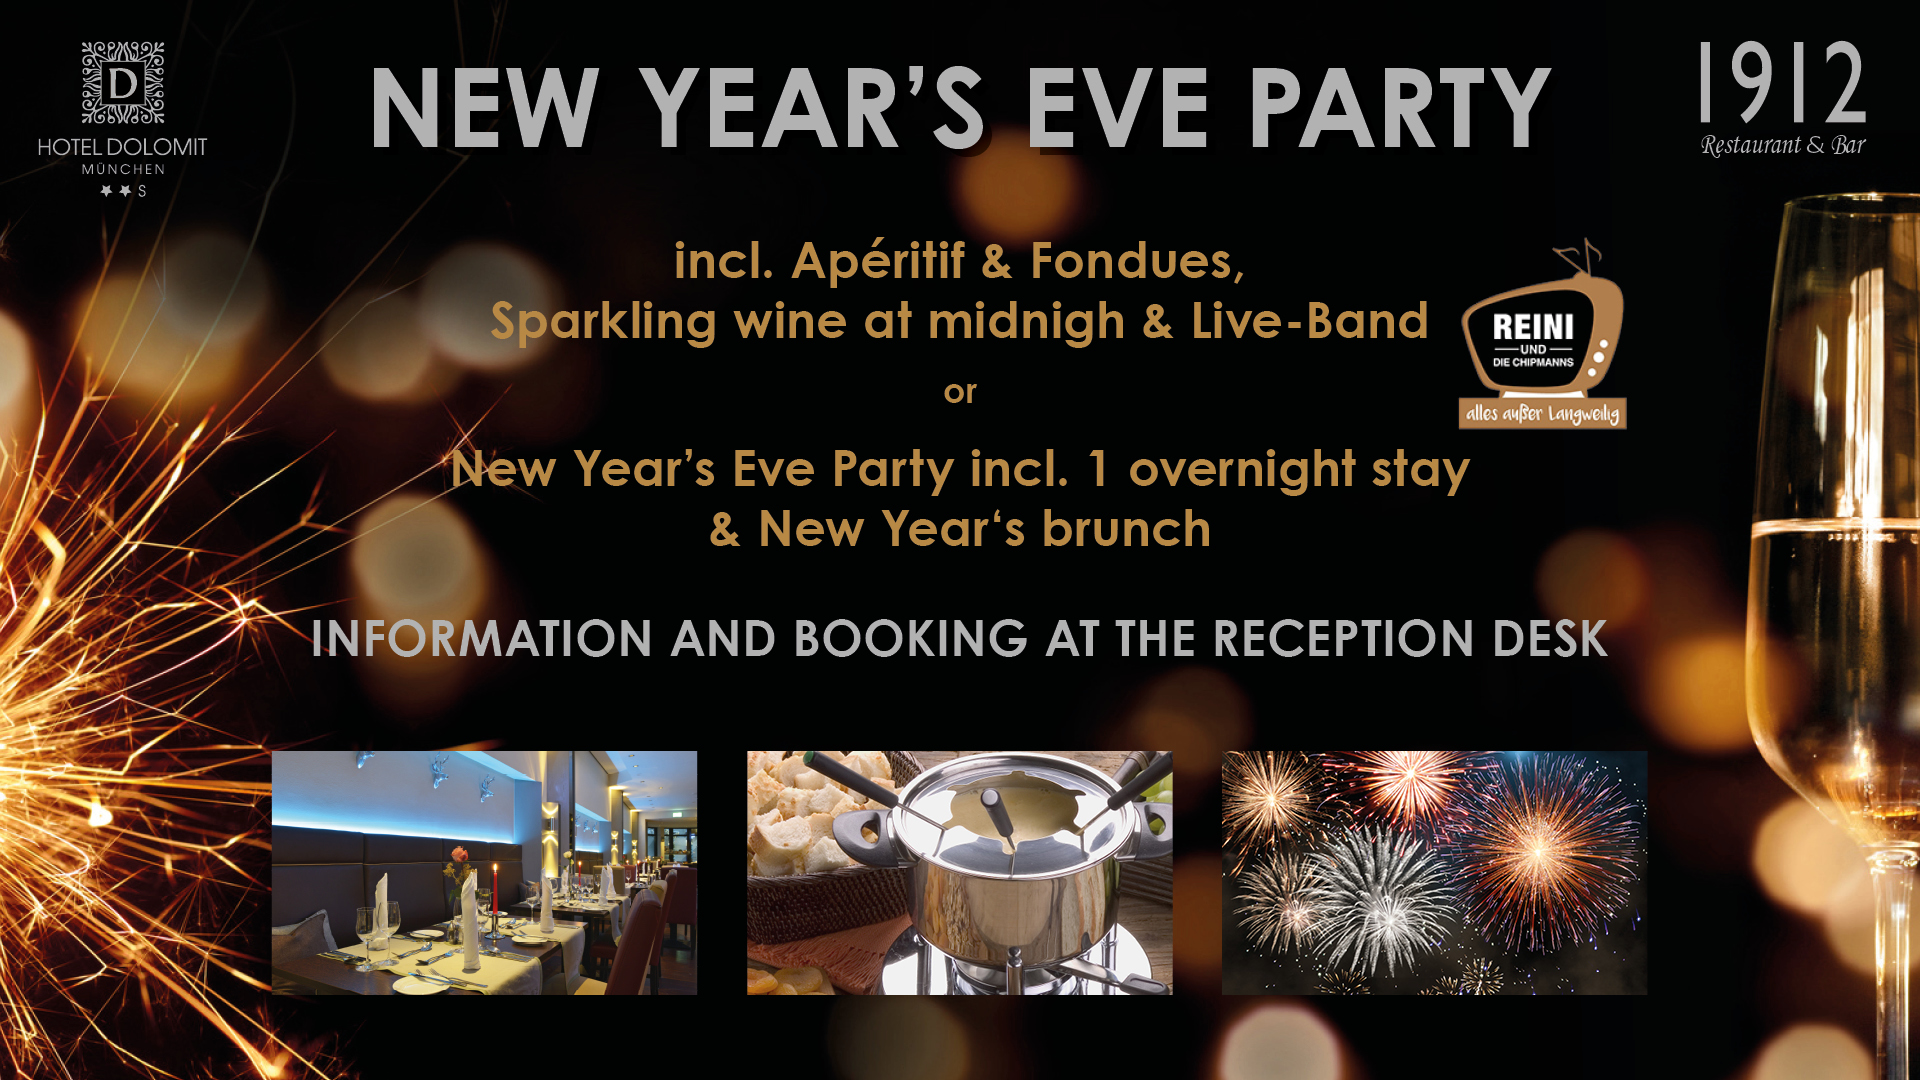 D
HOTEL DOLOMIT
MÜNCHEN
★★S
NEW YEAR’S EVE PARTY
1912
Restaurant & Bar
incl. Apéritif & Fondues,
Sparkling wine at midnigh & Live-Band
or
New Year’s Eve Party incl. 1 overnight stay
& New Year‘s brunch
REINI
UND
DIE CHIPMANNS
alles außer Langweilig
INFORMATION AND BOOKING AT THE RECEPTION DESK